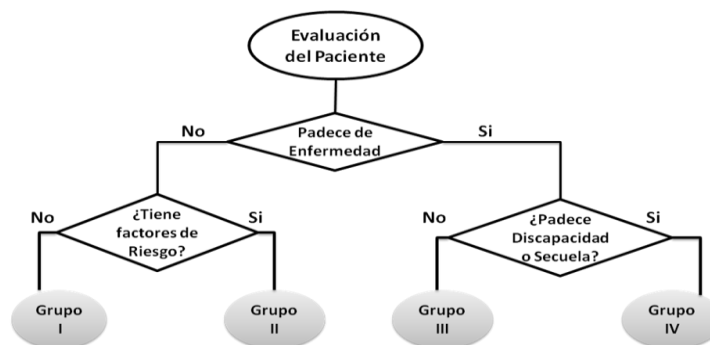 Evaluación
del Paciente
No
Padece de
Enfermedad
Si
No
¿Tiene
factores de
Riesgo?
Si
No
¿Padece
Discapacidad
o Secuela?
Si
Grupo
I
Grupo
II
Grupo
III
Grupo
IV